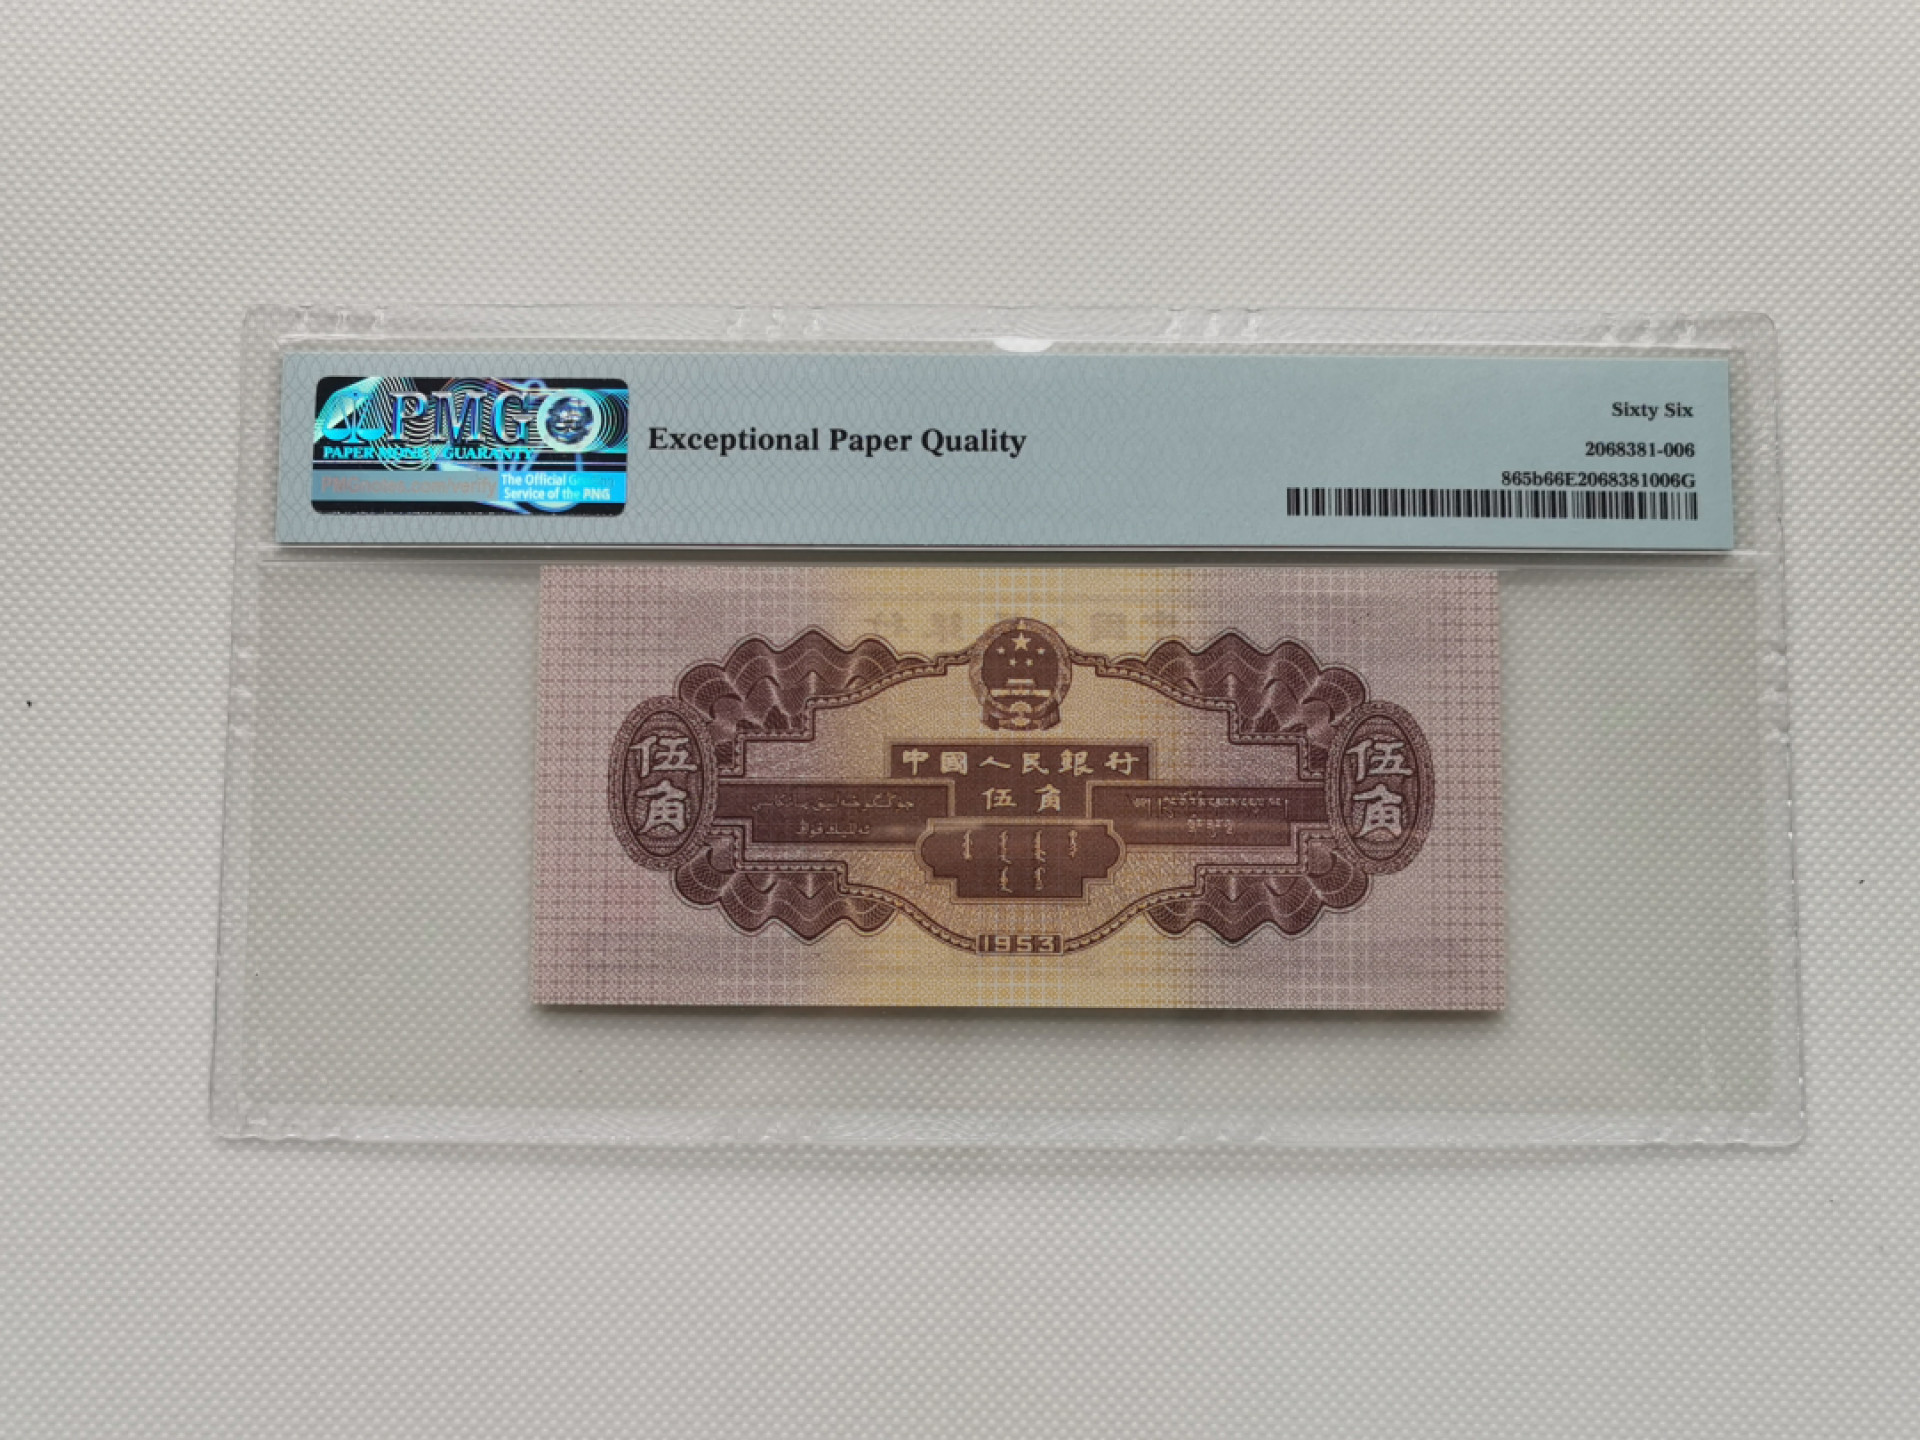 PMG
PAPER MONEY GUARANTY
The Official Grading
Service of the PNG
Exceptional Paper Quality
Sixty Six
2068381-006
865b66E2068381006G
中國人民銀行
伍角
伍角
伍角
1953